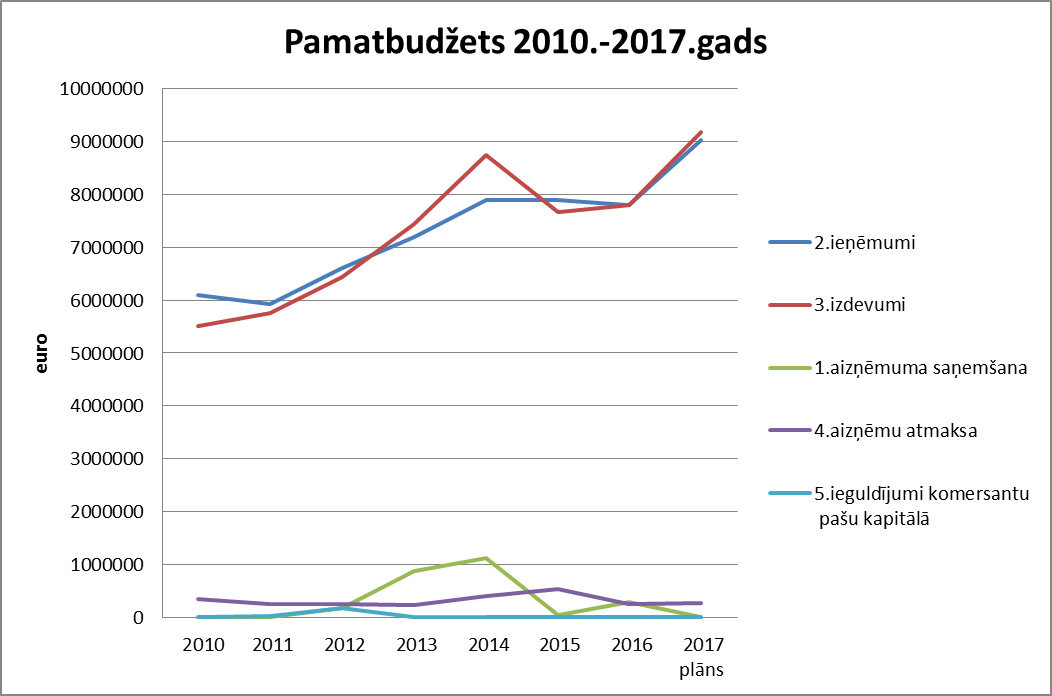 Pamatbudžets 2010.-2017.gads
10000000
9000000
8000000
7000000
6000000
5000000
4000000
3000000
2000000
1000000
0
euro
2010 2011 2012 2013 2014 2015 2016 2017
plāns
2.ieņēmumi
3.izdevumi
1.aizņēmuma saņemšana
4.aizņēmu atmaksa
5.ieguldījumi komersantu
pašu kapitālā